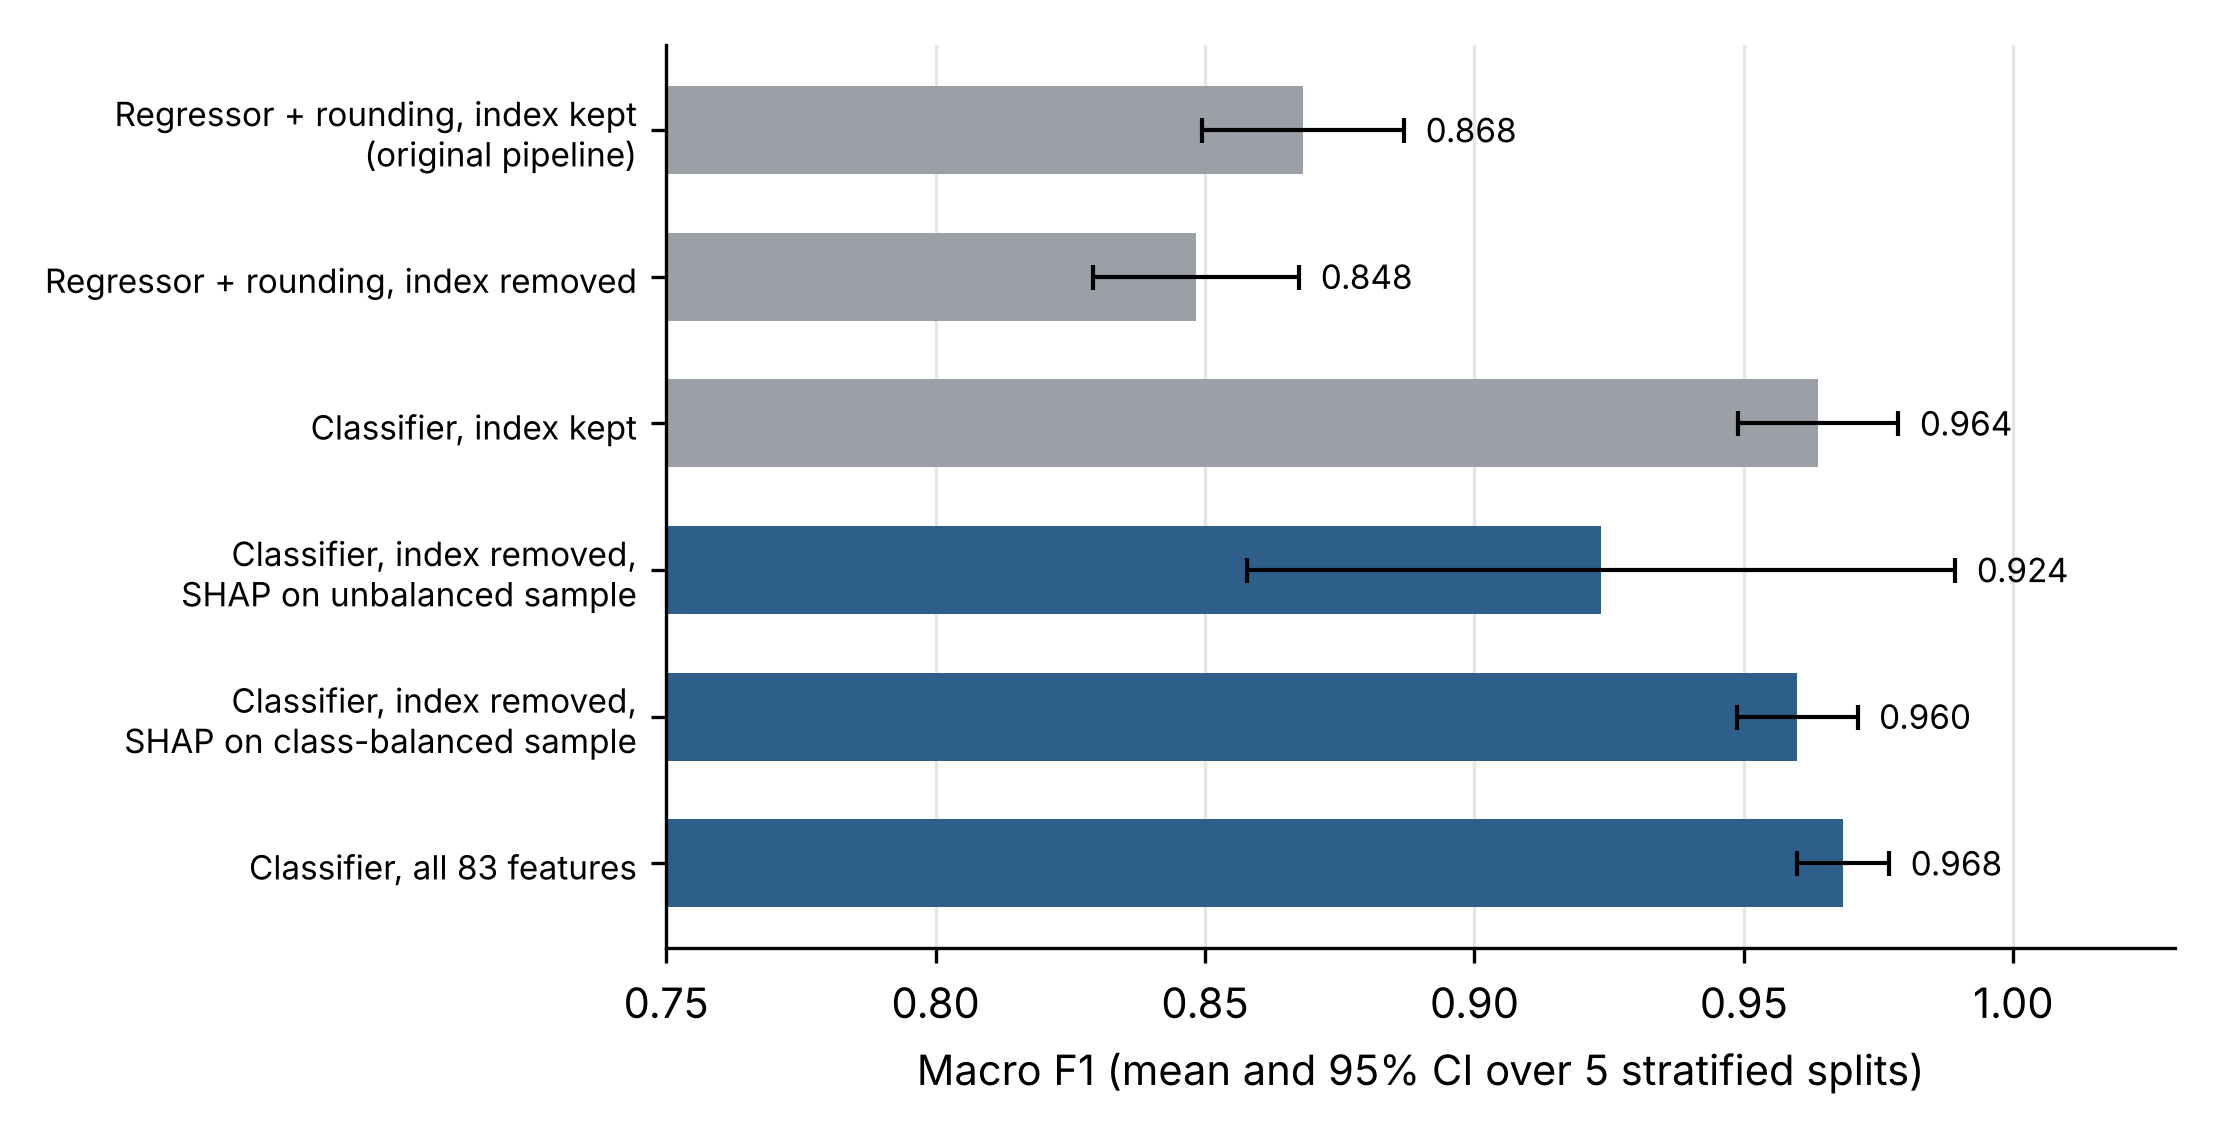 Regressor + rounding, index kept
(original pipeline)
0.868
Regressor + rounding, index removed
0.848
Classifier, index kept
0.964
Classifier, index removed,
SHAP on unbalanced sample
0.924
Classifier, index removed,
SHAP on class-balanced sample
0.960
Classifier, all 83 features
0.968
0.75 0.80 0.85 0.90 0.95 1.00
Macro F1 (mean and 95% CI over 5 stratified splits)